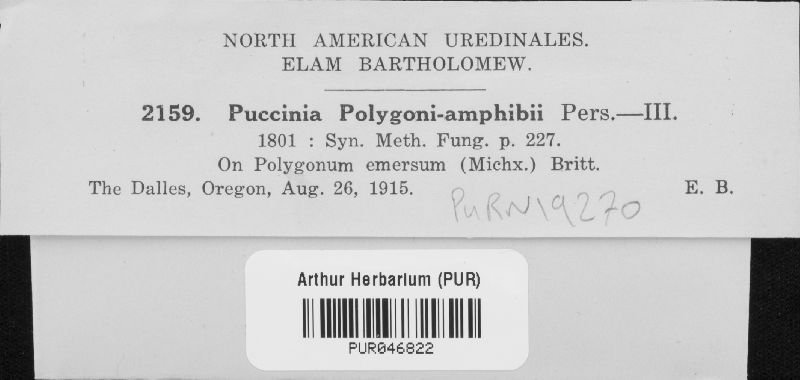 NORTH AMERICAN UREDINALES.
ELAM BARTHOLOMEW.
2159. Puccinia Polygoni-amphibii Pers.—III.
1801 : Syn. Meth. Fung. p. 227.
On Polygonum emersum (Michx.) Britt.
The Dalles, Oregon, Aug. 26, 1915. E. B.
PURN19270
Arthur Herbarium (PUR)
PUR046822